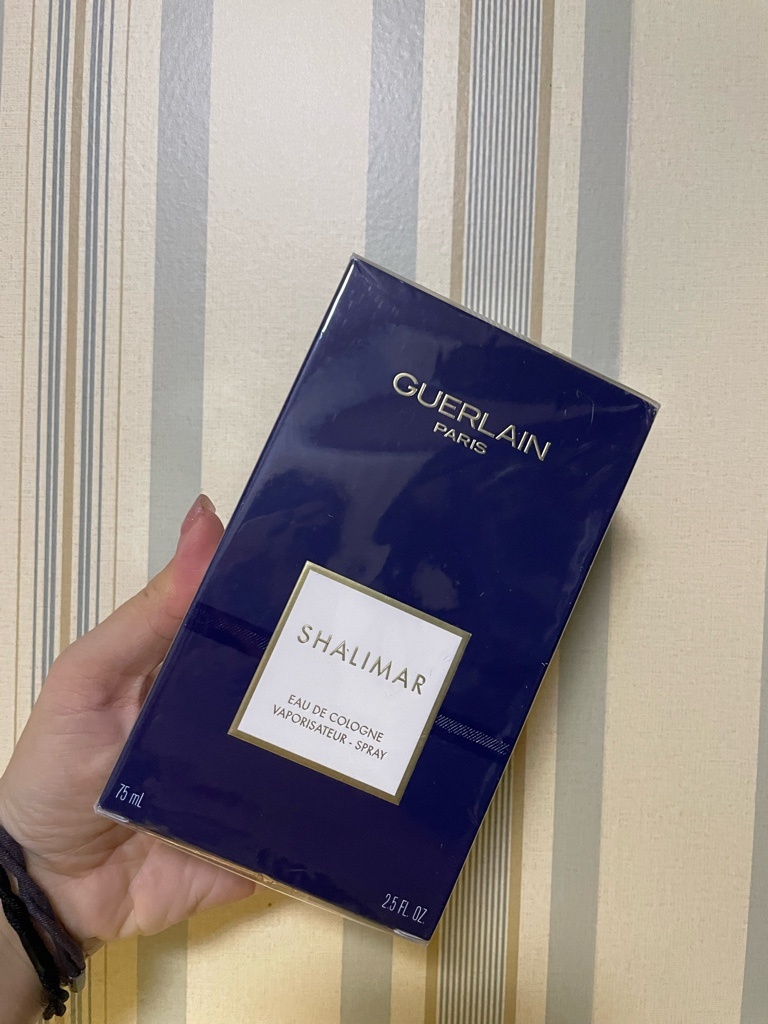 GUERLAIN
PARIS
SHALIMAR
EAU DE COLOGNE
VAPORISATEUR - SPRAY
75 mL
2.5 FL. OZ.